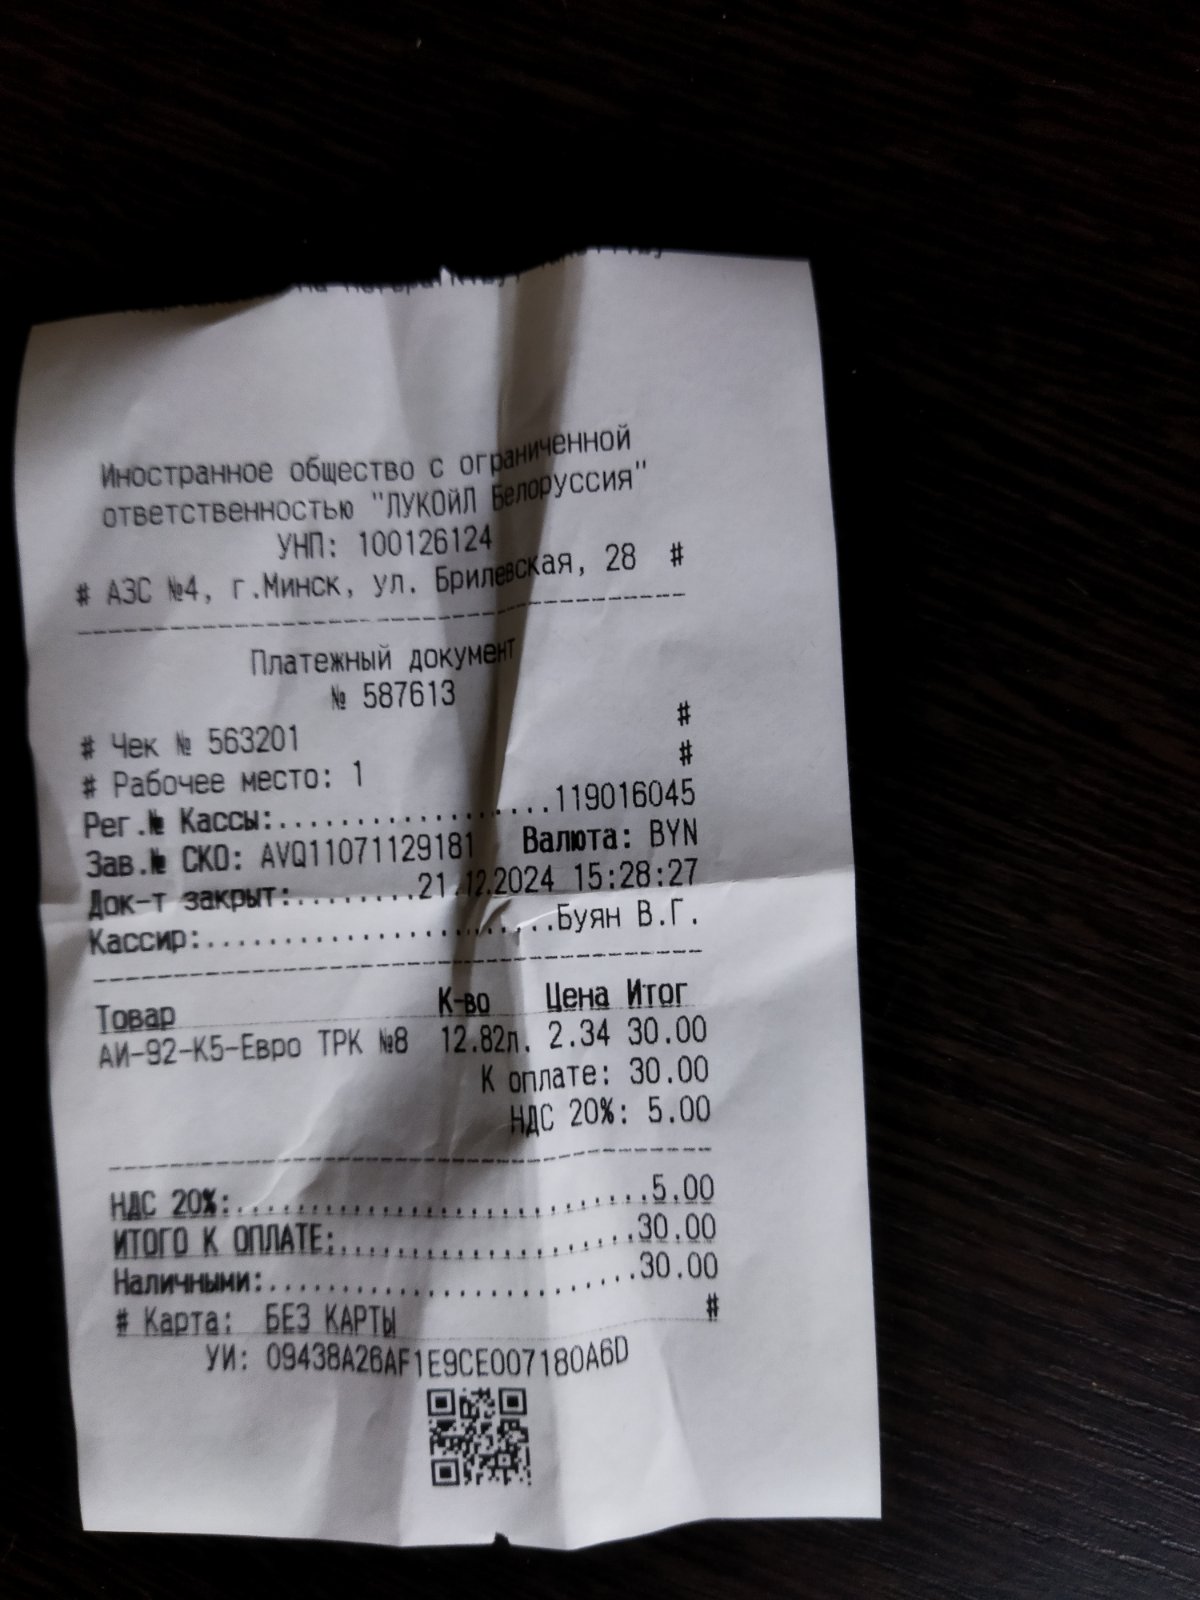 Иностранное общество с ограниченной
ответственностью "ЛУКОЙЛ Белоруссия"
УНП: 100126124
# АЗС №4, г.Минск, ул. Брилевская, 28 #
Платежный документ
№ 587613
# Чек № 563201 #
# Рабочее место: 1 #
Рег.№ Кассы:....................119016045
Зав.№ СКО: AVQ11071129181 Валюта: BYN
Док-т закрыт:........21.12.2024 15:28:27
Кассир:.......................Буян В.Г.
Товар К-во Цена Итог
АИ-92-К5-Евро ТРК №8 12.82л. 2.34 30.00
К оплате: 30.00
НДС 20%: 5.00
НДС 20%:............................5.00
ИТОГО К ОПЛАТЕ:....................30.00
Наличными:.........................30.00
# Карта: БЕЗ КАРТЫ #
УИ: 09438A26AF1E9CE007180A6D